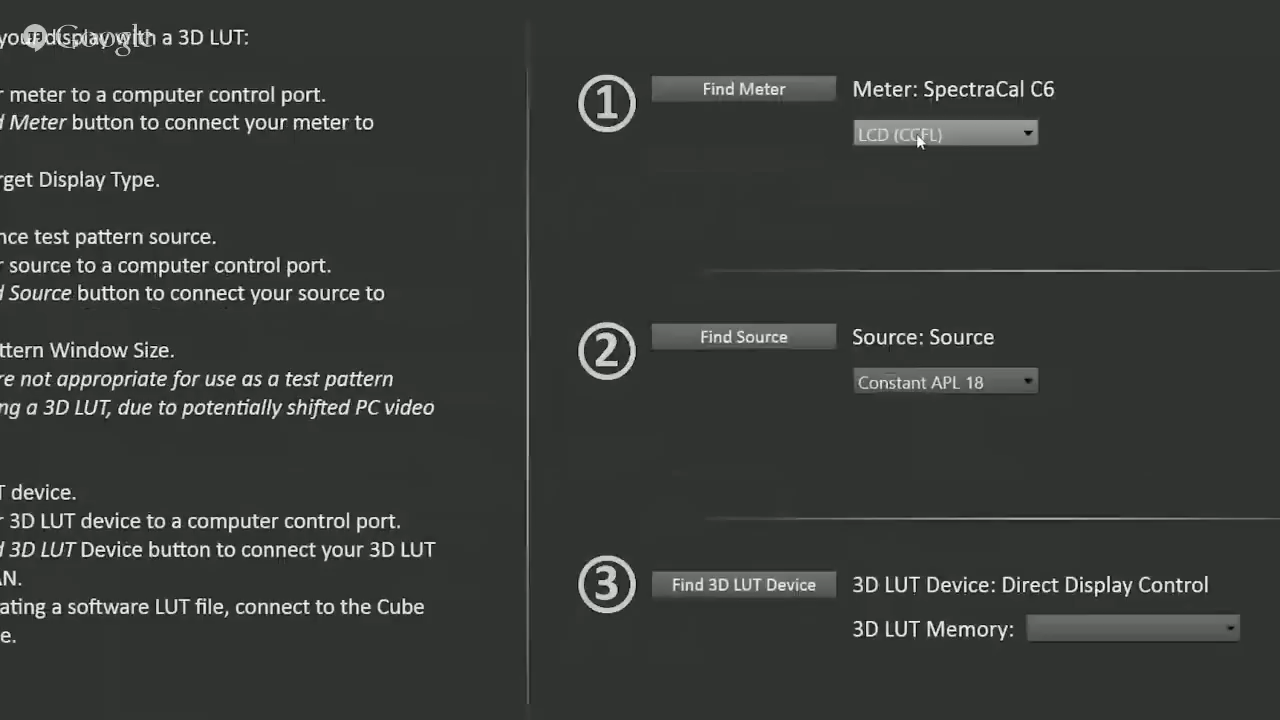 your display with a 3D LUT:
Google
r meter to a computer control port.
d Meter button to connect your meter to
rget Display Type.
nce test pattern source.
r source to a computer control port.
d Source button to connect your source to
ttern Window Size.
re not appropriate for use as a test pattern
ng a 3D LUT, due to potentially shifted PC video
T device.
r 3D LUT device to a computer control port.
d 3D LUT Device button to connect your 3D LUT
AN.
ating a software LUT file, connect to the Cube
e.
1
Find Meter
Meter: SpectraCal C6
LCD (CCFL)
2
Find Source
Source: Source
Constant APL 18
3
Find 3D LUT Device
3D LUT Device: Direct Display Control
3D LUT Memory: